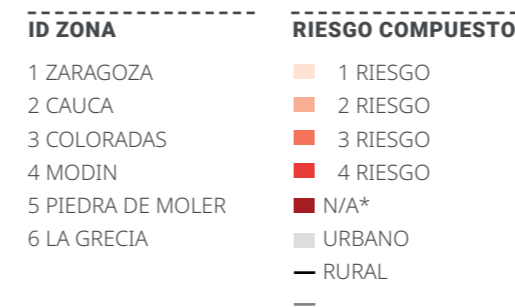 ID ZONA
1 ZARAGOZA
2 CAUCA
3 COLORADAS
4 MODIN
5 PIEDRA DE MOLER
6 LA GRECIA
RIESGO COMPUESTO
1 RIESGO
2 RIESGO
3 RIESGO
4 RIESGO
N/A*
URBANO
RURAL